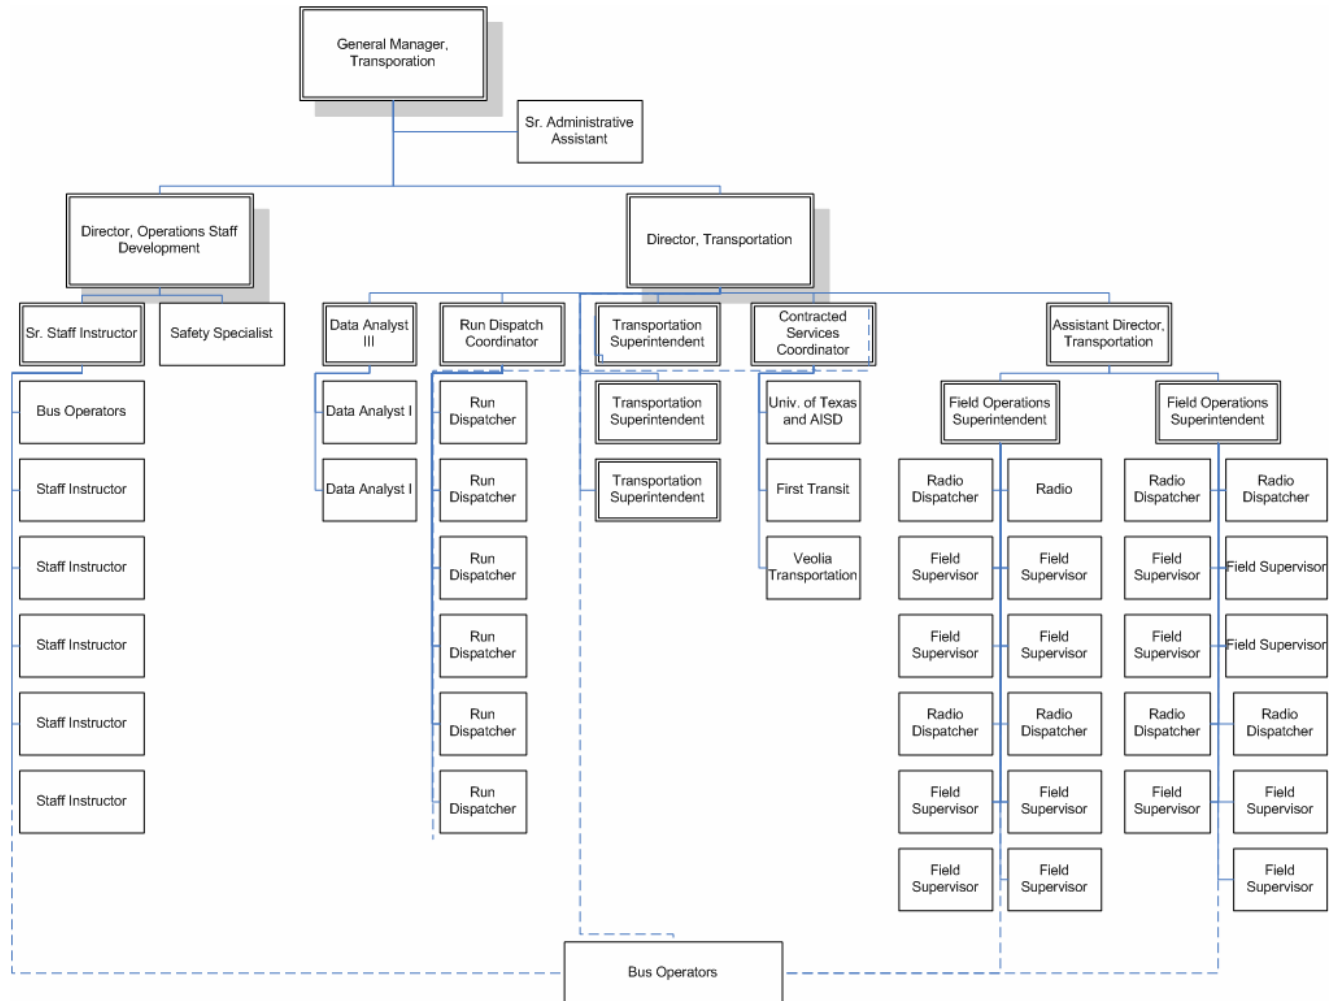 General Manager,
Transporation
Sr. Administrative
Assistant
Director, Operations Staff
Development
Director, Transportation
Sr. Staff Instructor
Safety Specialist
Data Analyst
III
Run Dispatch
Coordinator
Transportation
Superintendent
Contracted
Services
Coordinator
Assistant Director,
Transportation
Bus Operators
Data Analyst I
Run
Dispatcher
Transportation
Superintendent
Univ. of Texas
and AISD
Field Operations
Superintendent
Field Operations
Superintendent
Staff Instructor
Data Analyst I
Run
Dispatcher
Transportation
Superintendent
First Transit
Radio
Dispatcher
Radio
Radio
Dispatcher
Radio
Dispatcher
Staff Instructor
Run
Dispatcher
Veolia
Transportation
Field
Supervisor
Field
Supervisor
Field
Supervisor
Field Supervisor
Staff Instructor
Run
Dispatcher
Field
Supervisor
Field
Supervisor
Field
Supervisor
Field Supervisor
Staff Instructor
Run
Dispatcher
Radio
Dispatcher
Radio
Dispatcher
Radio
Dispatcher
Radio
Dispatcher
Staff Instructor
Run
Dispatcher
Field
Supervisor
Field
Supervisor
Field
Supervisor
Field
Supervisor
Field
Supervisor
Field
Supervisor
Field
Supervisor
Bus Operators